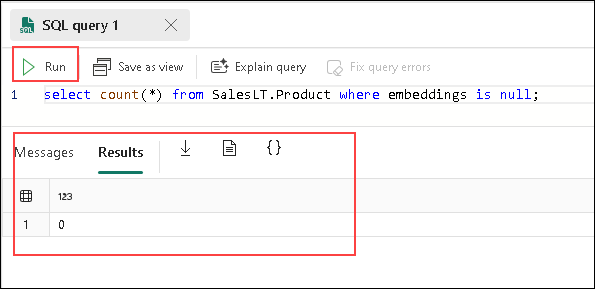 SQL SQL query 1
Run Save as view Explain query Fix query errors
1 select count(*) from SalesLT.Product where embeddings is null;
Messages Results {}
123
1 0